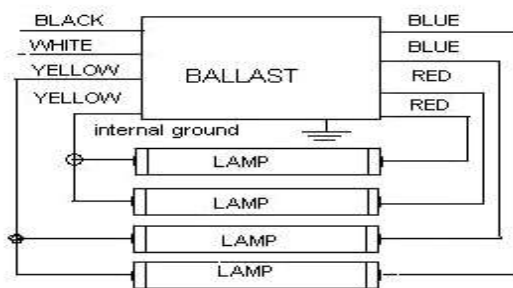 BLACK
WHITE
YELLOW
YELLOW
BALLAST
BLUE
BLUE
RED
RED
internal ground
LAMP
LAMP
LAMP
LAMP